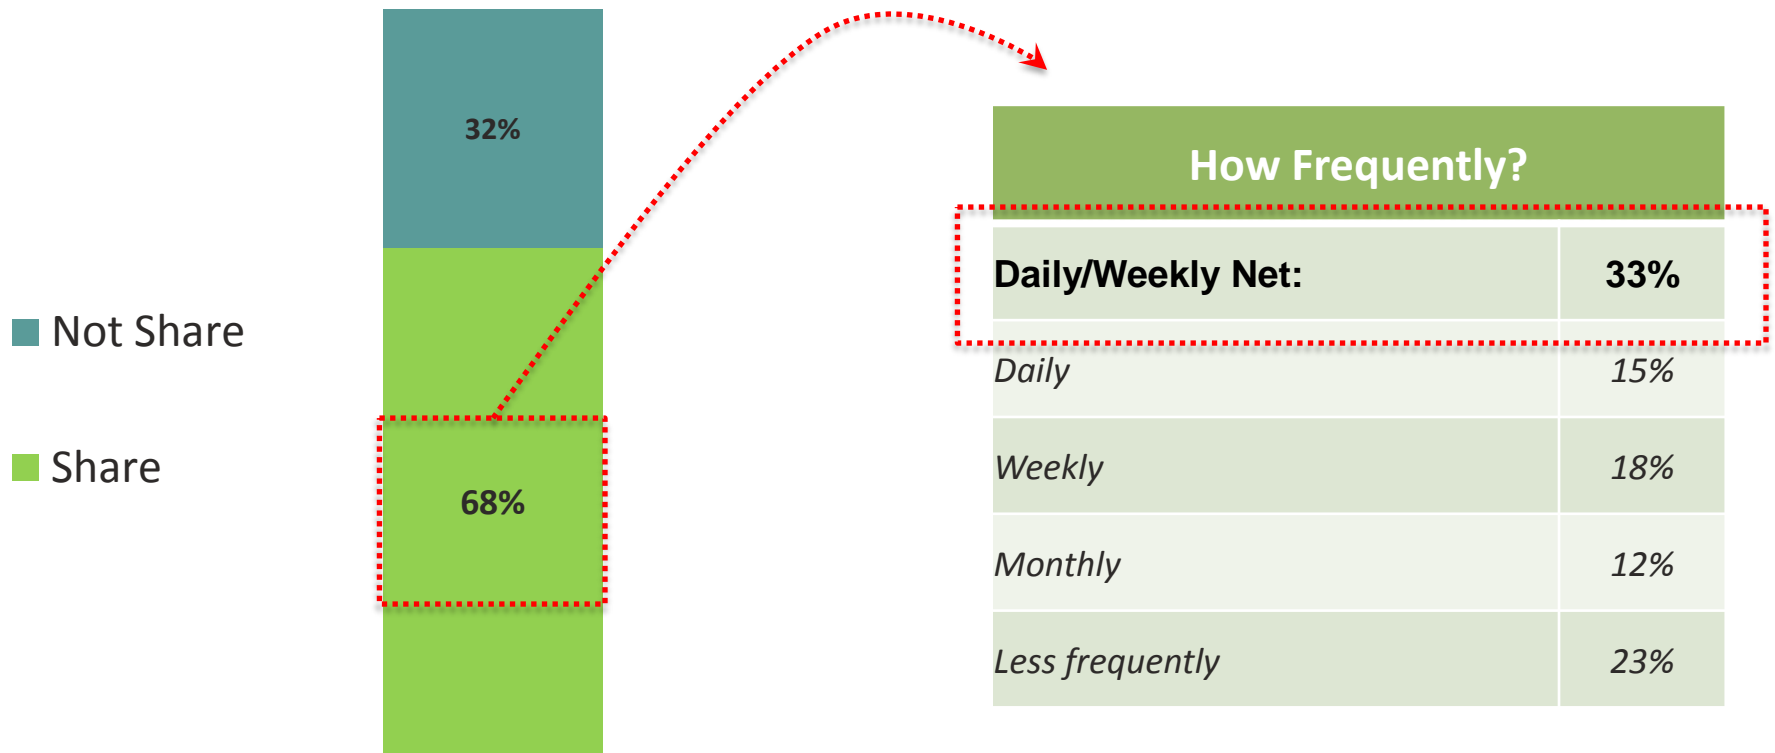 Not Share
Share
32%
68%
How Frequently?
Daily/Weekly Net: 33%
Daily 15%
Weekly 18%
Monthly 12%
Less frequently 23%